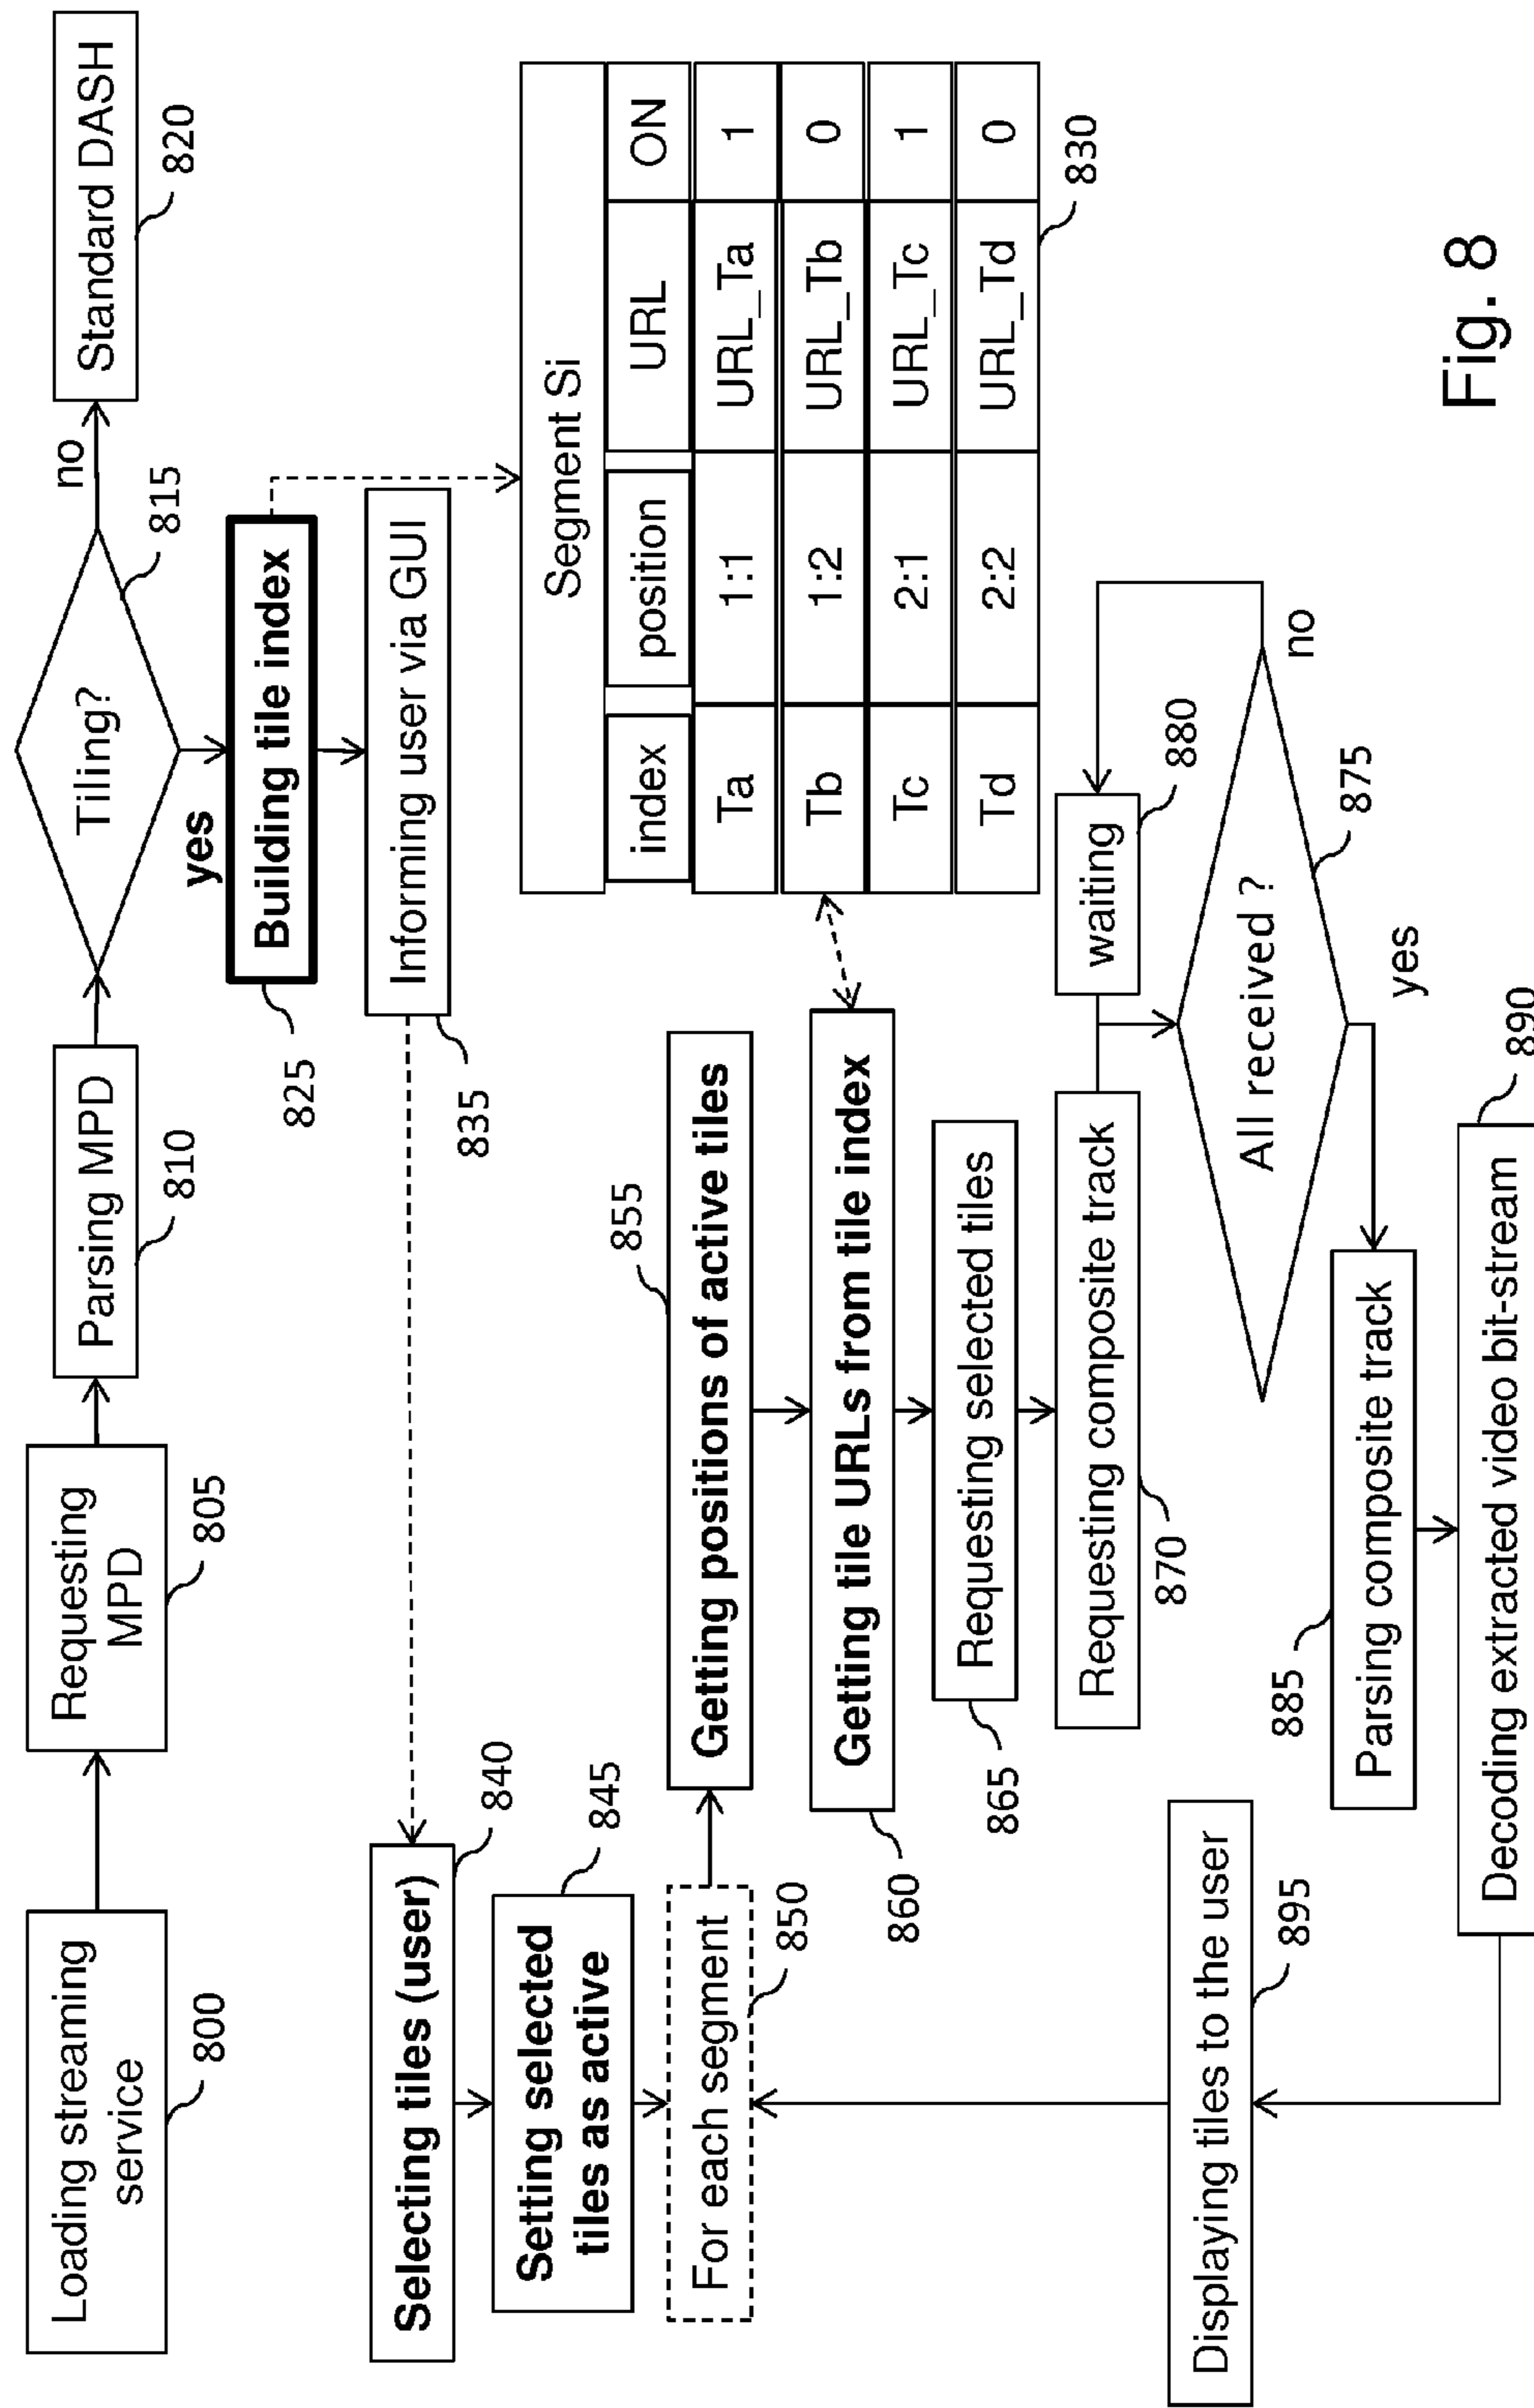 Loading streaming
service
800
Requesting
MPD
805
Parsing MPD
810
Tiling?
815
no
Standard DASH
820
yes
Building tile index
825
Informing user via GUI
835
Segment Si
index position URL ON
Ta 1:1 URL_Ta 1
Tb 1:2 URL_Tb 0
Tc 2:1 URL_Tc 1
Td 2:2 URL_Td 0
830
Selecting tiles (user)
840
Setting selected
tiles as active
845
For each segment
850
Getting positions of active tiles
855
Getting tile URLs from tile index
860
Requesting selected tiles
865
Requesting composite track
870
waiting
880
All received ?
875
no
yes
Parsing composite track
885
Decoding extracted video bit-stream
890
Displaying tiles to the user
895
Fig. 8